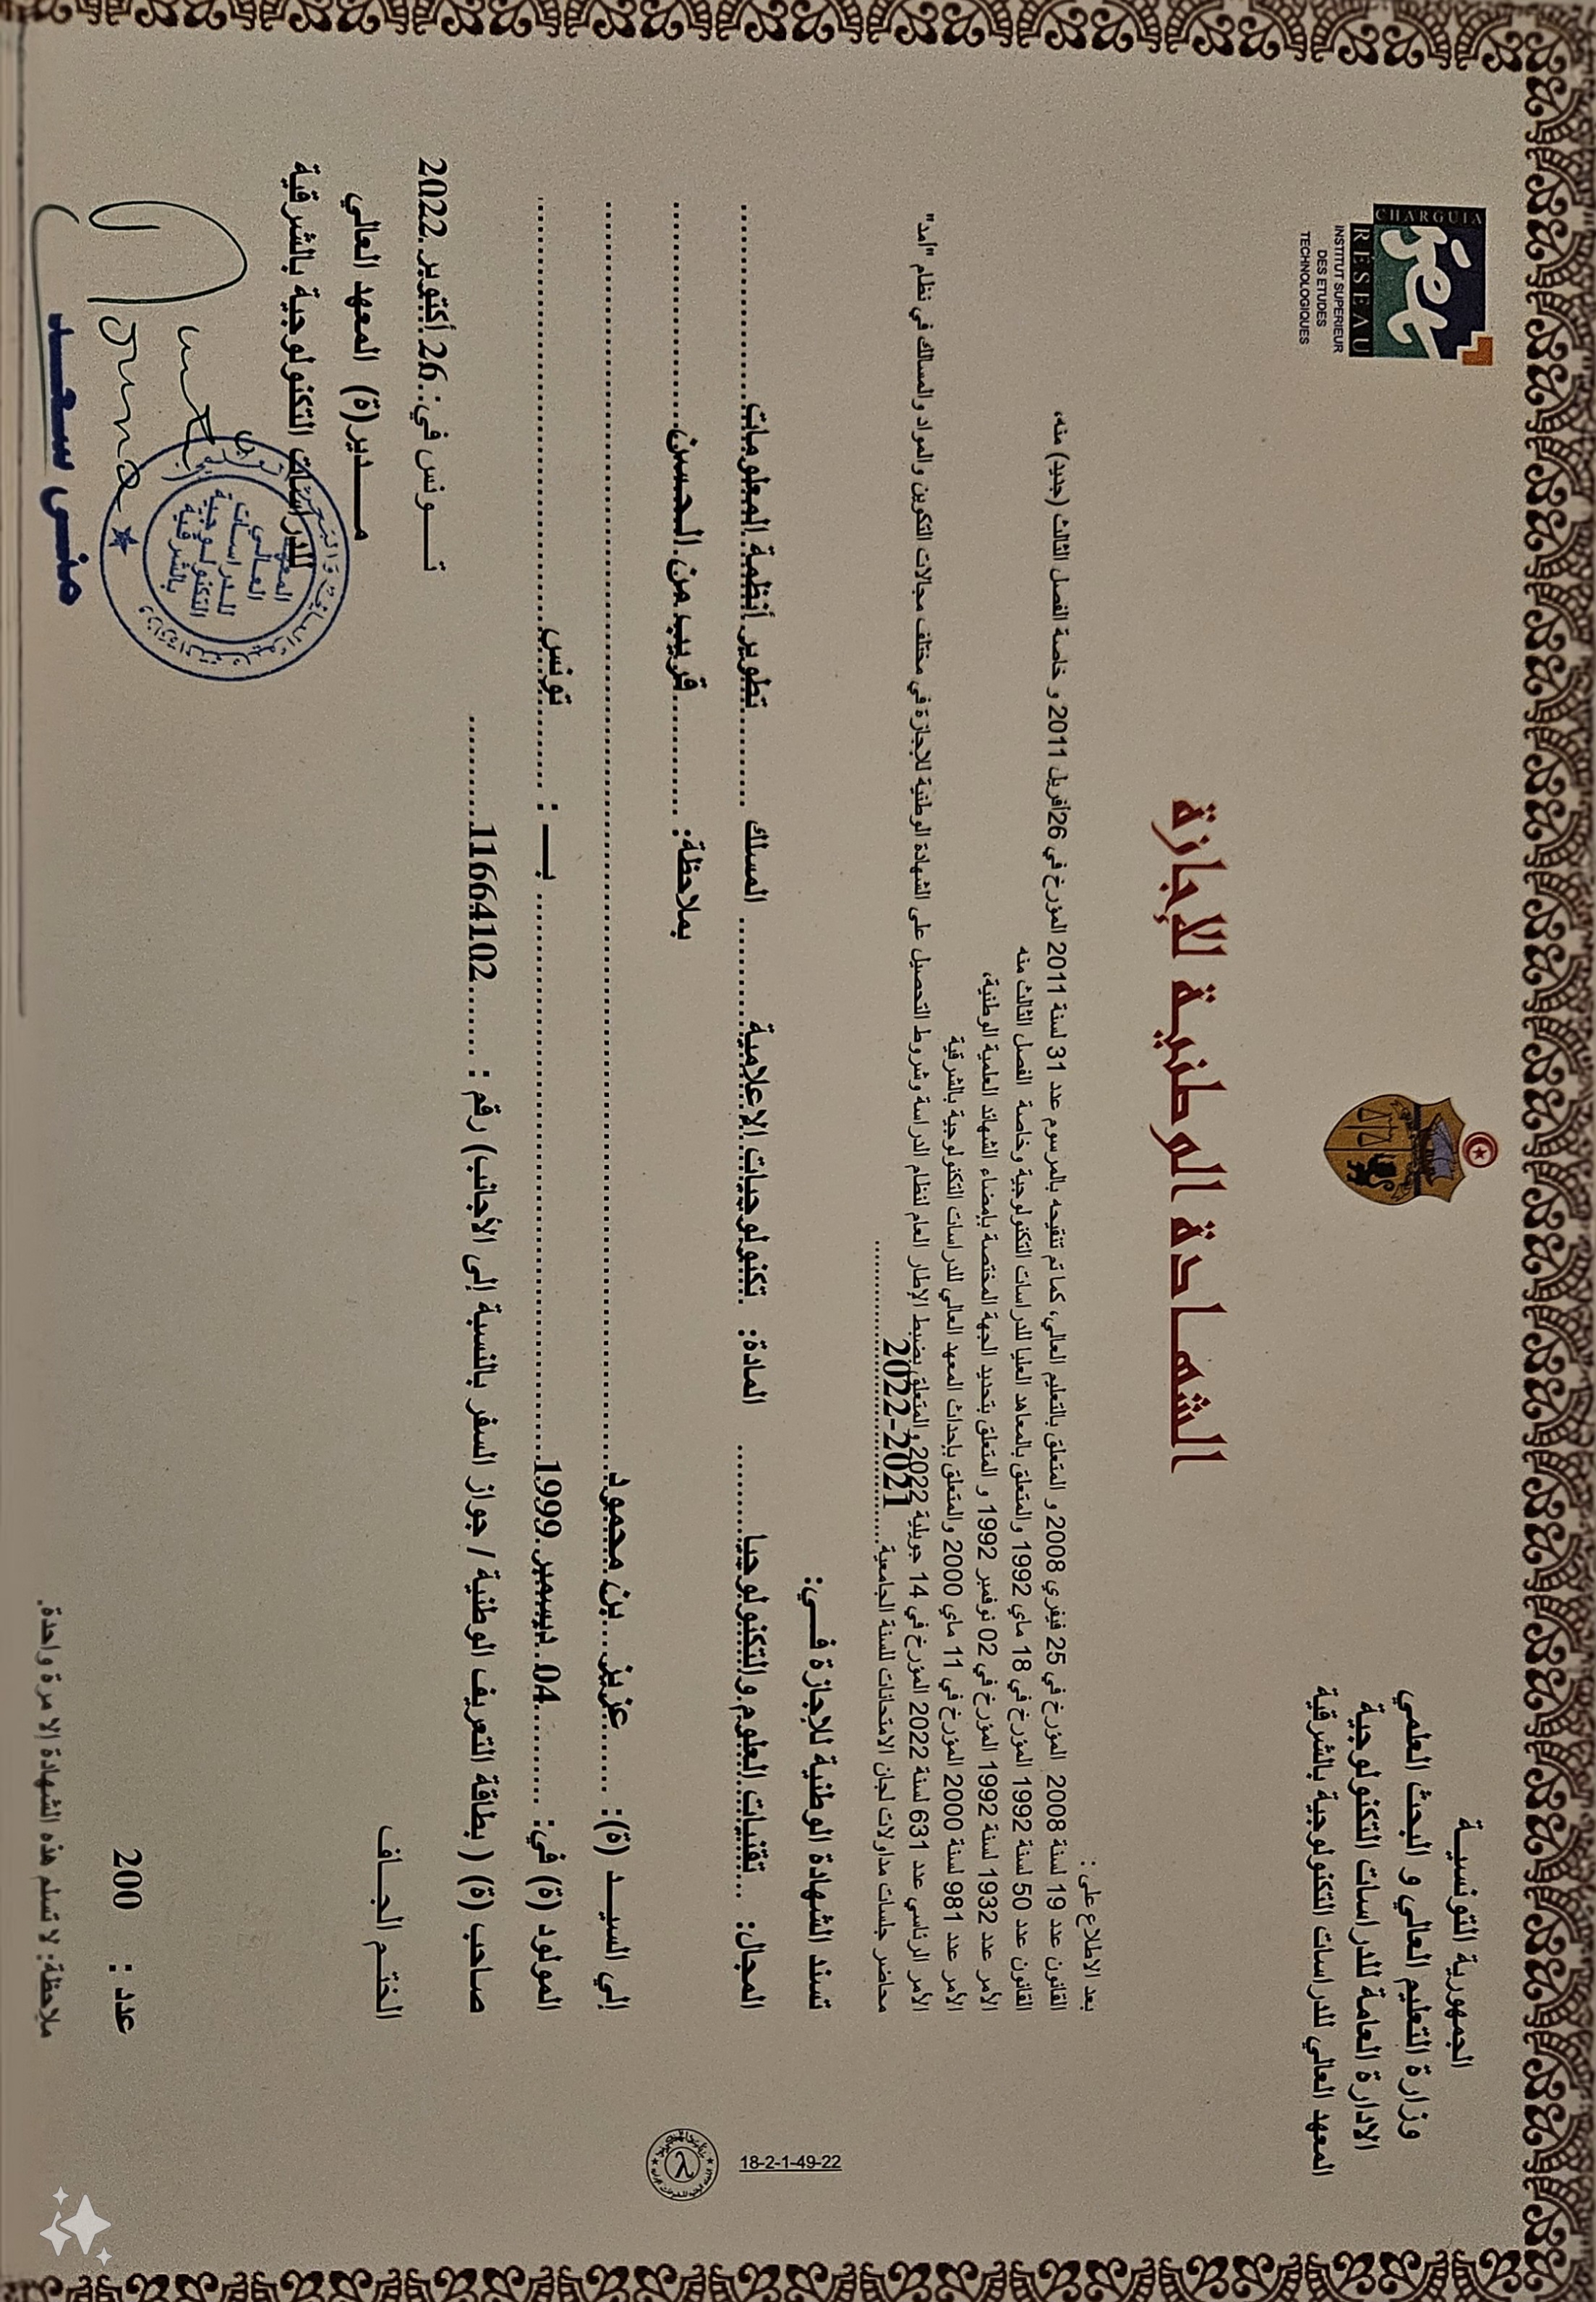 الجمهورية التونسية
وزارة التعليم العالي و البحث العلمي
الادارة العامة للدراسات التكنولوجية
المعهد العالي للدراسات التكنولوجية بالشرقية
CHARGUIA
iset
RÉSEAU
INSTITUT SUPERIEUR
DES ETUDES
TECHNOLOGIQUES
الشهادة الوطنية للإجازة
بعد الاطلاع على :
القانون عدد 19 لسنة 2008 المؤرخ في 25 فيفري 2008 و المتعلق بالتعليم العالي، كما تم تنقيحه بالمرسوم عدد 31 لسنة 2011 المؤرخ في 26أفريل 2011 و خاصة الفصل الثالث (جديد) منه،
القانون عدد 50 لسنة 1992 المؤرخ في 18 ماي 1992 والمتعلق بالمعاهد العليا للدراسات التكنولوجية وخاصة الفصل الثالث منه
الأمر عدد 1932 لسنة 1992 المؤرخ في 02 نوفمبر 1992 و المتعلق بتحديد الجهة المختصة بإمضاء الشهائد العلمية الوطنية،
الأمر عدد 981 لسنة 2000 المؤرخ في 11 ماي 2000 والمتعلق بإحداث المعهد العالي للدراسات التكنولوجية بالشرقية
الأمر الرئاسي عدد 631 لسنة 2022 المؤرخ في 14 جويلية 2022 والمتعلق بضبط الإطار العام لنظام الدراسة وشروط التحصيل على الشهادة الوطنية للإجازة في مختلف مجالات التكوين والمواد والمسالك في نظام "أمد"
محاضر جلسات مداولات لجان الامتحانات للسنة الجامعية 2021-2022
تسند الشهادة الوطنية للإجازة في:
المجال: تقنيات العلوم والتكنولوجيا المادة: تكنولوجيات الاعلامية المسلك تطوير أنظمة المعلومات
بملاحظة: قريب من الحسن
إلي السيد (ة): عزيز بن محمود
المولود (ة) في: 04 ديسمبر 1999 بـ : تونس
صاحب (ة) ( بطاقة التعريف الوطنية / جواز السفر بالنسبة إلى الأجانب) رقم : 11664102
تونس في: 26 أكتوبر 2022
الختم الجاف
مدير(ة) المعهد العالي
للدراسات التكنولوجية بالشرقية
المعهد
العالي
للدراسات
التكنولوجية
بالشرقية
Mouna
منى سعد
18-2-1-49-22
عدد : 200
ملاحظة: لا تسلم هذه الشهادة إلا مرة واحدة.